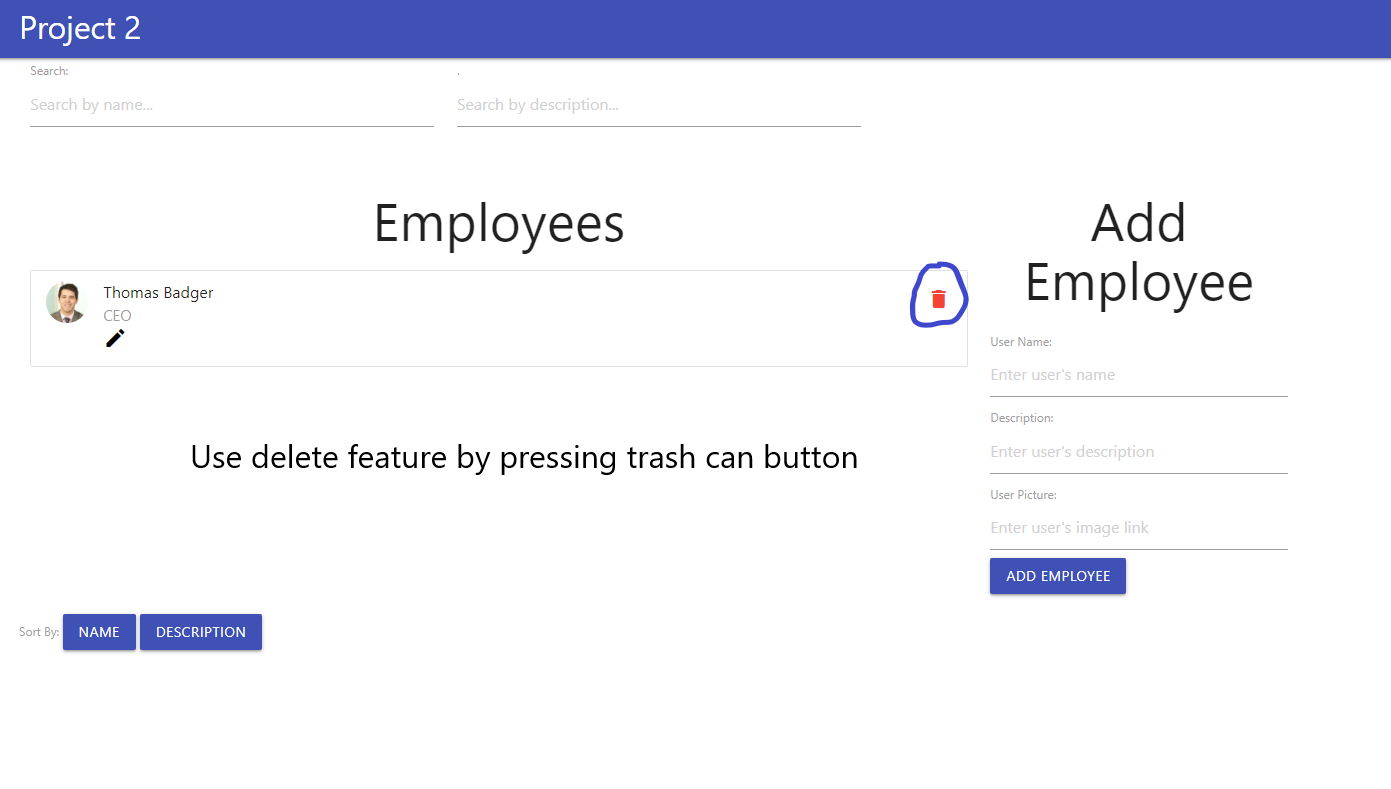 Project 2
Search:
.
Search by name...
Search by description...
Employees
Thomas Badger
CEO
Use delete feature by pressing trash can button
Add
Employee
User Name:
Enter user's name
Description:
Enter user's description
User Picture:
Enter user's image link
ADD EMPLOYEE
Sort By: NAME DESCRIPTION